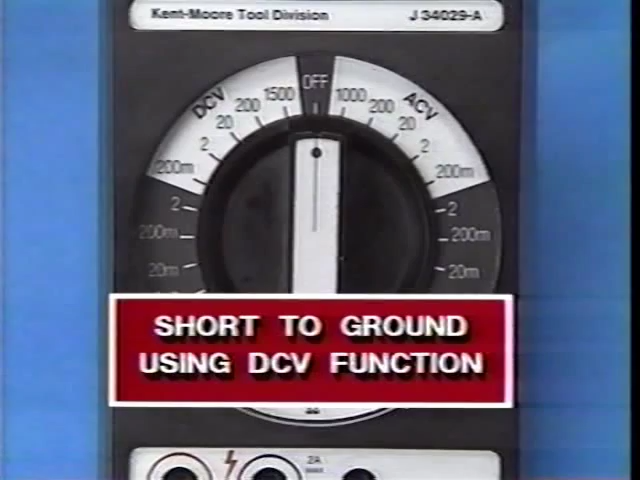 Kent-Moore Tool Division J 34029-A
OFF
DCV 1500 1000 ACV
200 200
20 20
2 2
200m 200m
2 2
200m 200m
20m 20m
SHORT TO GROUND
USING DCV FUNCTION
2A